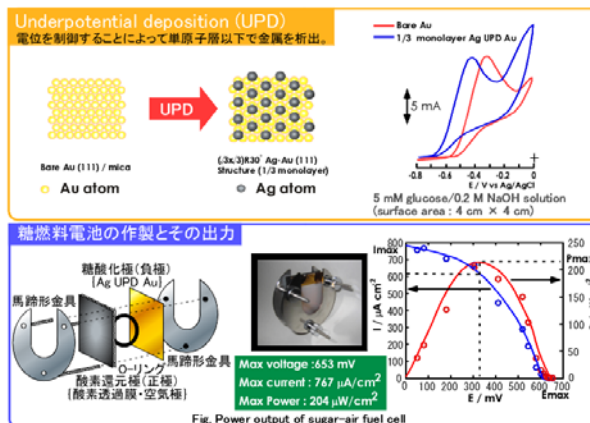 Underpotential deposition (UPD)
電位を制御することによって単原子層以下で金属を析出。
UPD
Bare Au (111) / mica
(√3x√3)R30° Ag-Au (111)
Structure (1/3 monolayer)
Au atom
Ag atom
Bare Au
1/3 monolayer Ag UPD Au
5 mA
-0.8 -0.6 -0.4 -0.2 0
E / V vs Ag/AgCl
5 mM glucose/0.2 M NaOH solution
(surface area : 4 cm × 4 cm)
糖燃料電池の作製とその出力
糖酸化極(負極)
[Ag UPD Au]
馬蹄形金具
O-リング
馬蹄形金具
酸素還元極(正極)
{酸素透過膜・空気極}
Max voltage :653 mV
Max current : 767 μA/cm²
Max Power : 204 μW/cm²
Imax
800
700
600
500
400
300
200
100
0
I / μA cm²
0 100 200 300 400 500 600 700
E / mV
Emax
Pmax
250
200
150
100
50
0
Fig. Power output of sugar-air fuel cell